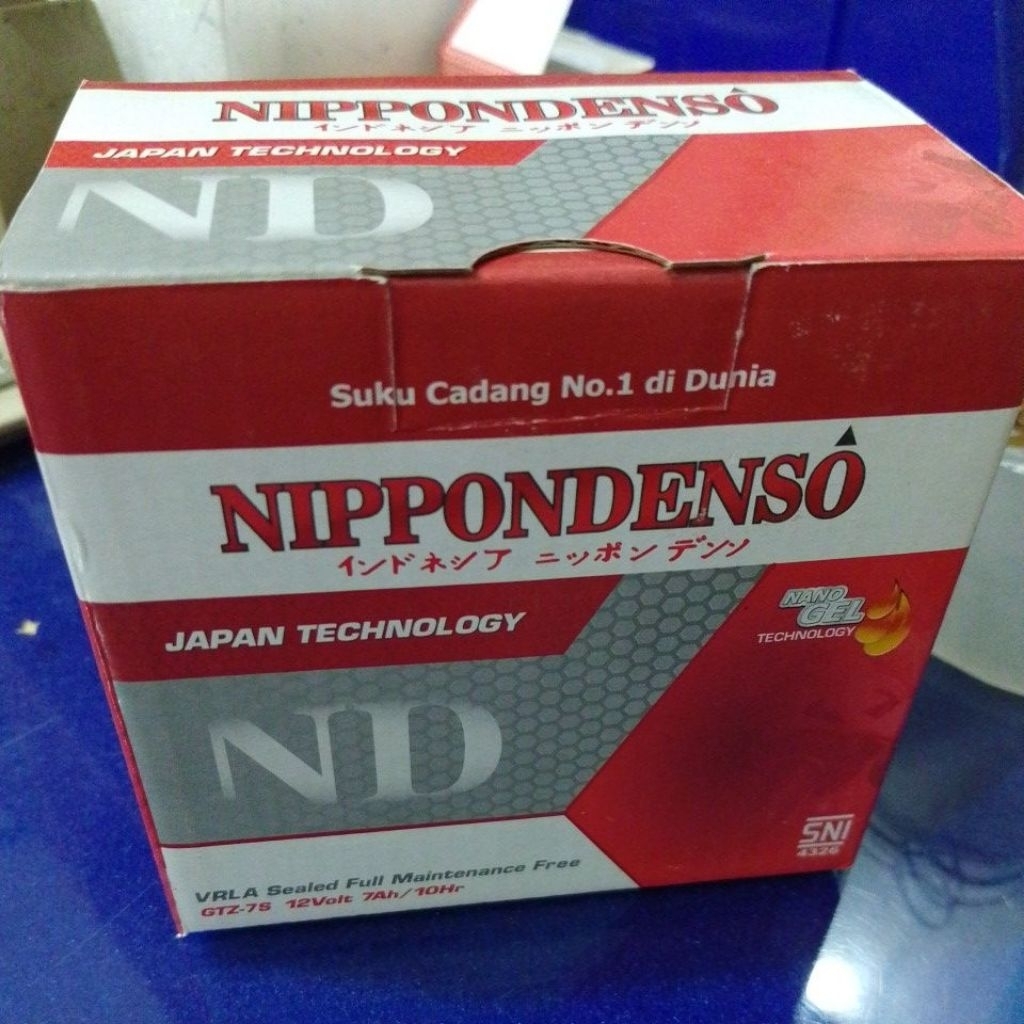 NIPPONDENSO
インドネシア ニッポン デンソ
JAPAN TECHNOLOGY
ND
Suku Cadang No.1 di Dunia
NIPPONDENSO
インドネシア ニッポン デンソ
JAPAN TECHNOLOGY
NANO
GEL
TECHNOLOGY
ND
SNI
4326
VRLA Sealed Full Maintenance Free
GTZ-7S 12Volt 7Ah/10Hr